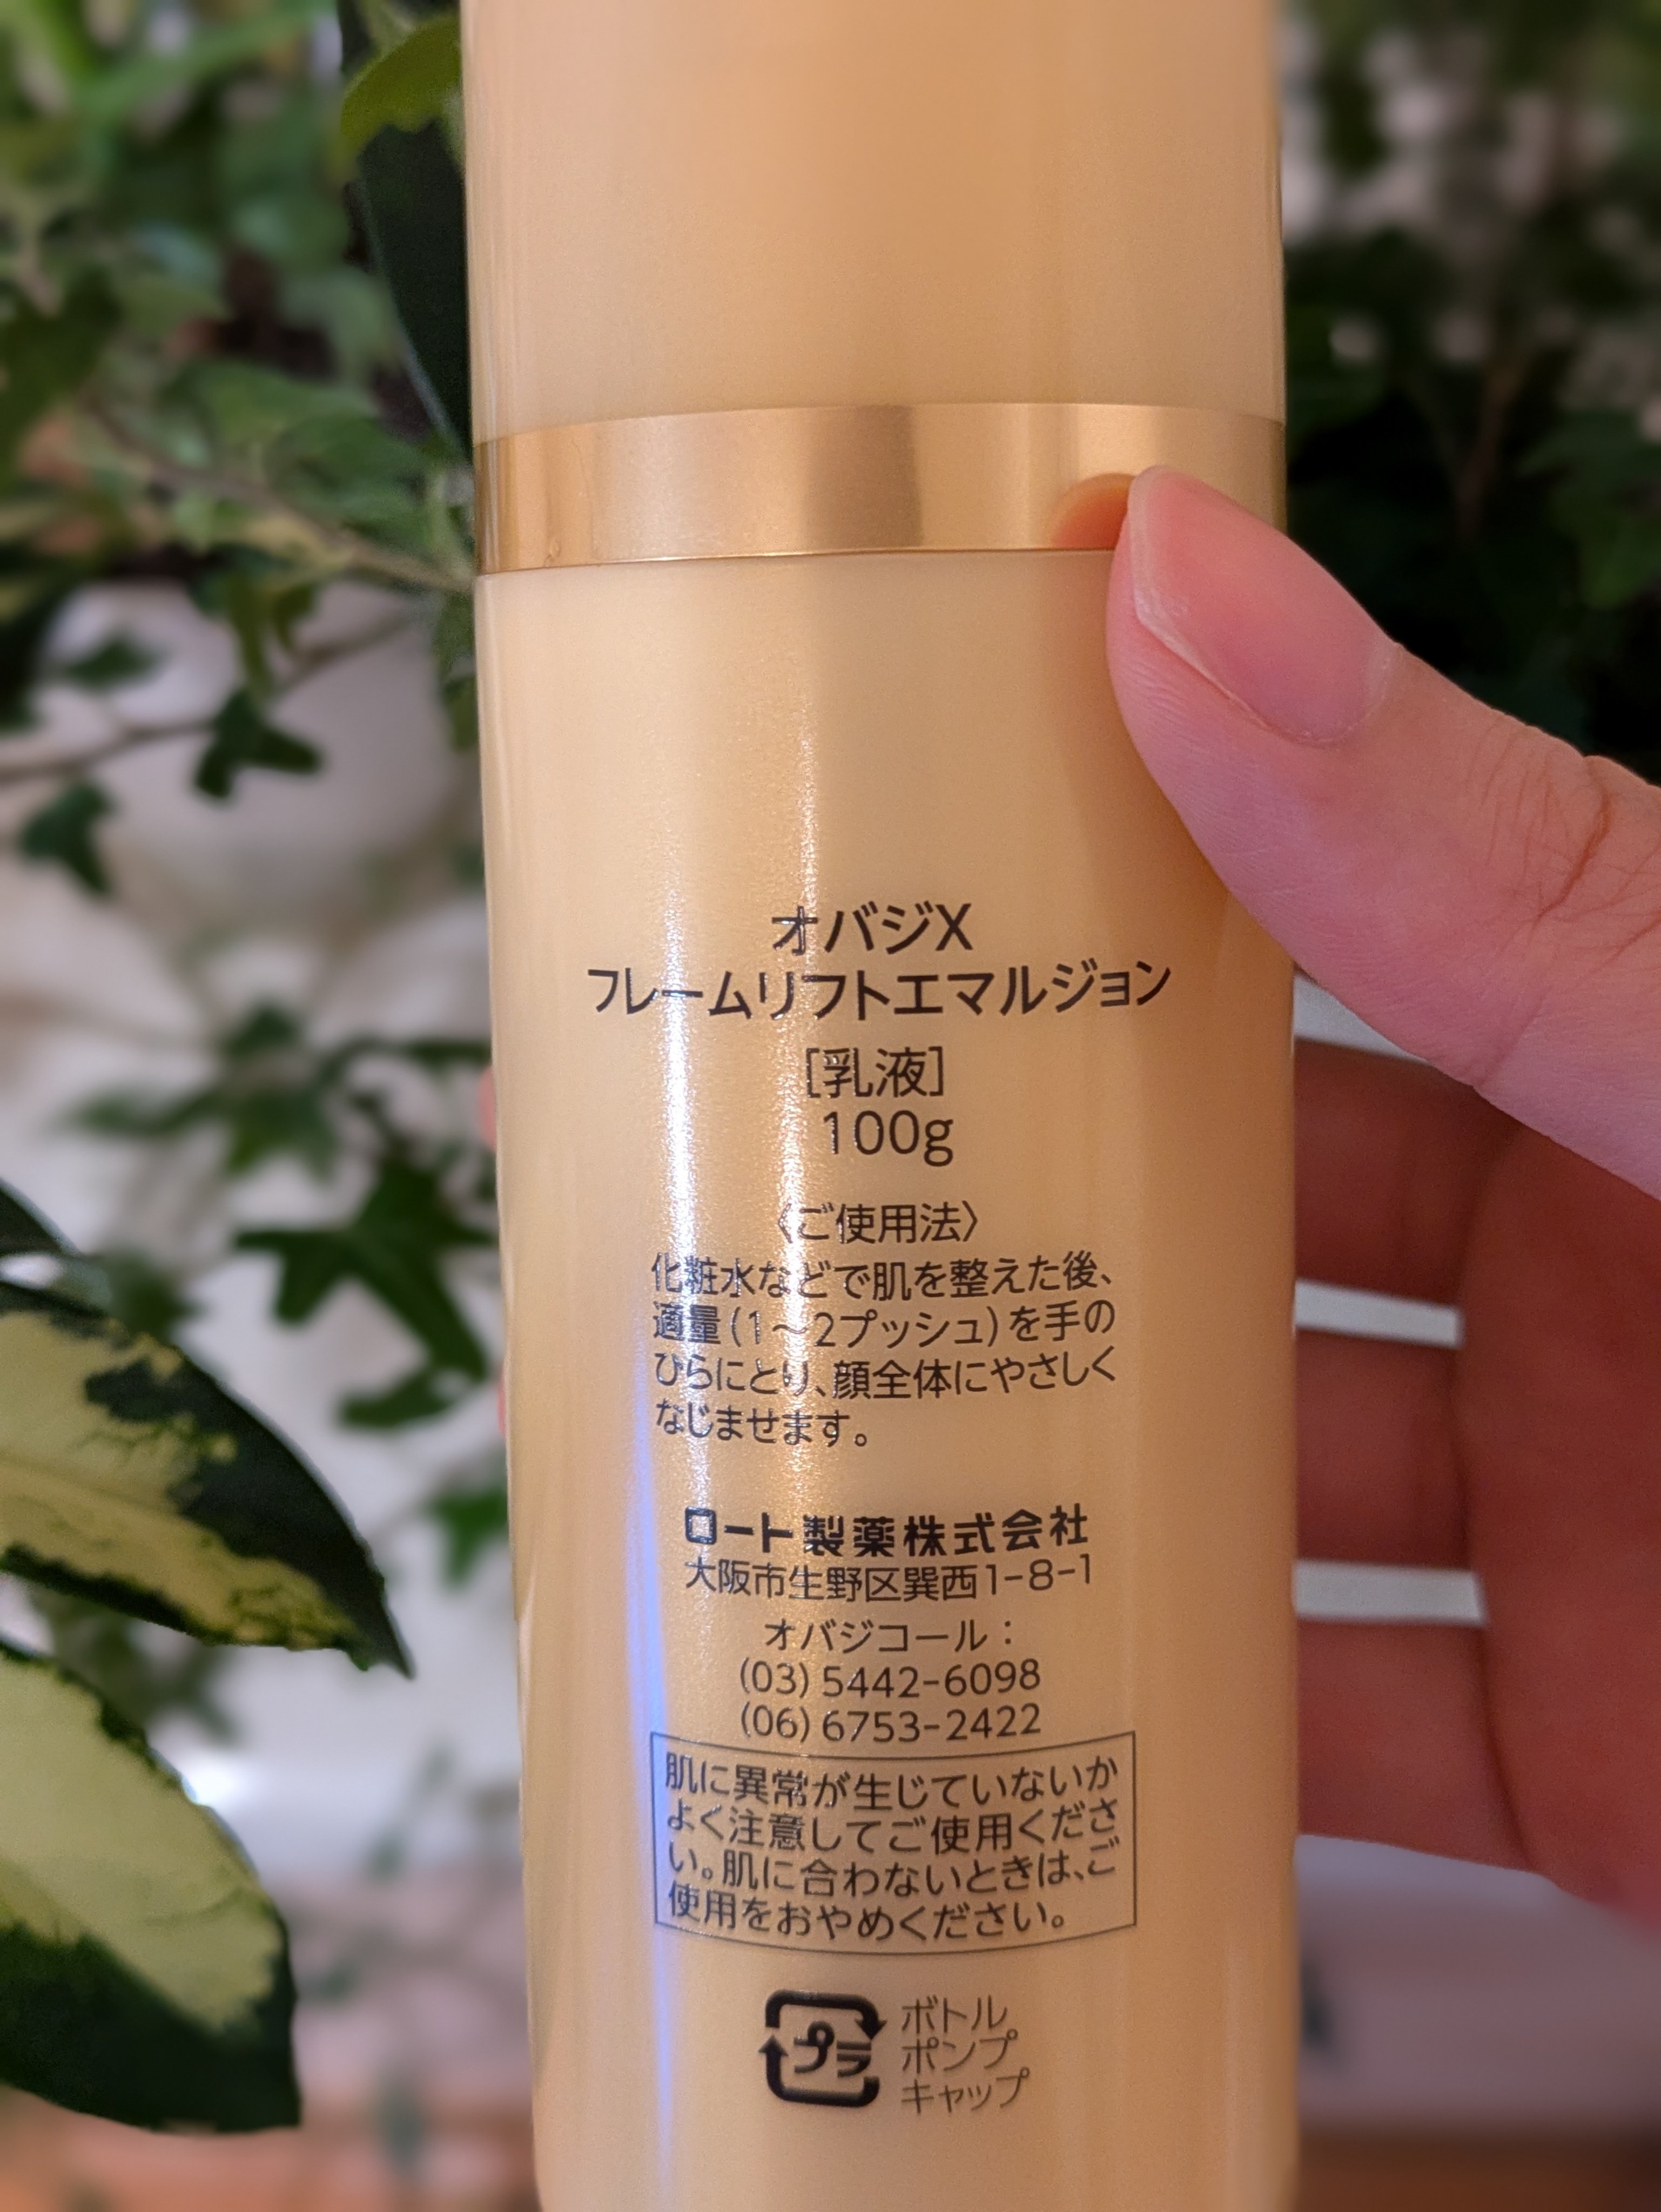 オバジX
フレームリフトエマルジョン
[乳液]
100g
〈ご使用法〉
化粧水などで肌を整えた後、
適量(1～2プッシュ)を手の
ひらにとり、顔全体にやさしく
なじませます。
ロート製薬株式会社
大阪市生野区巽西1-8-1
オバジコール：
(03)5442-6098
(06)6753-2422
肌に異常が生じていないか
よく注意してご使用くださ
い。肌に合わないときは、ご
使用をおやめください。
プラ
ボトル
ポンプ
キャップ